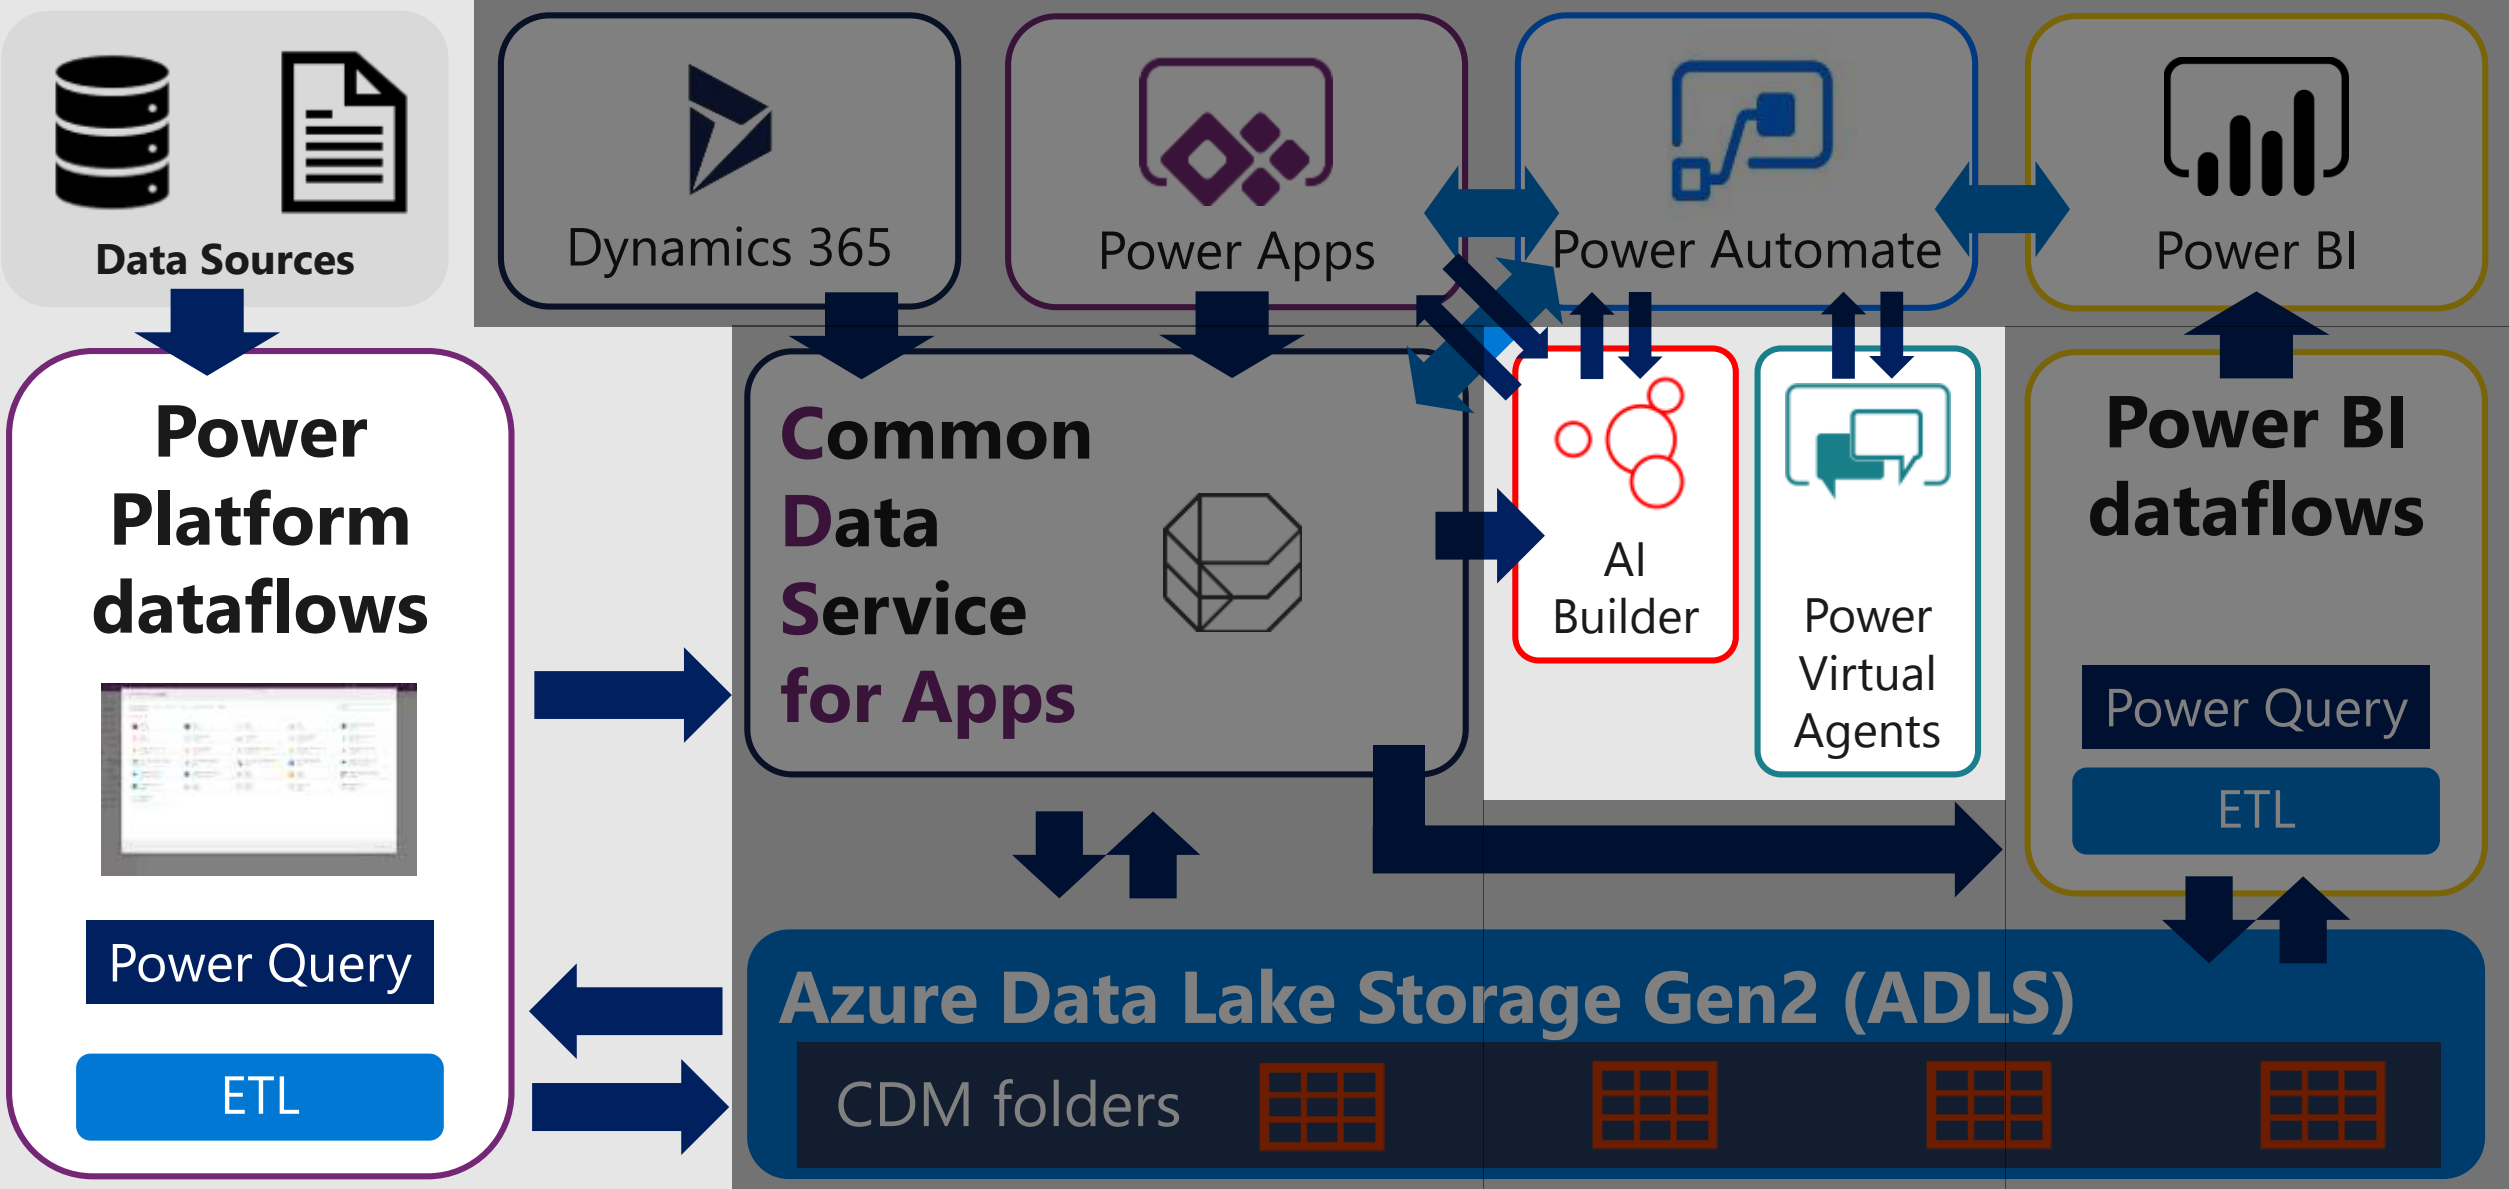 Data Sources
Dynamics 365
Power Apps
Power Automate
Power BI
Power
Platform
dataflows
Power Query
ETL
Common
Data
Service
for Apps
AI
Builder
Power
Virtual
Agents
Power BI
dataflows
Power Query
ETL
Azure Data Lake Storage Gen2 (ADLS)
CDM folders